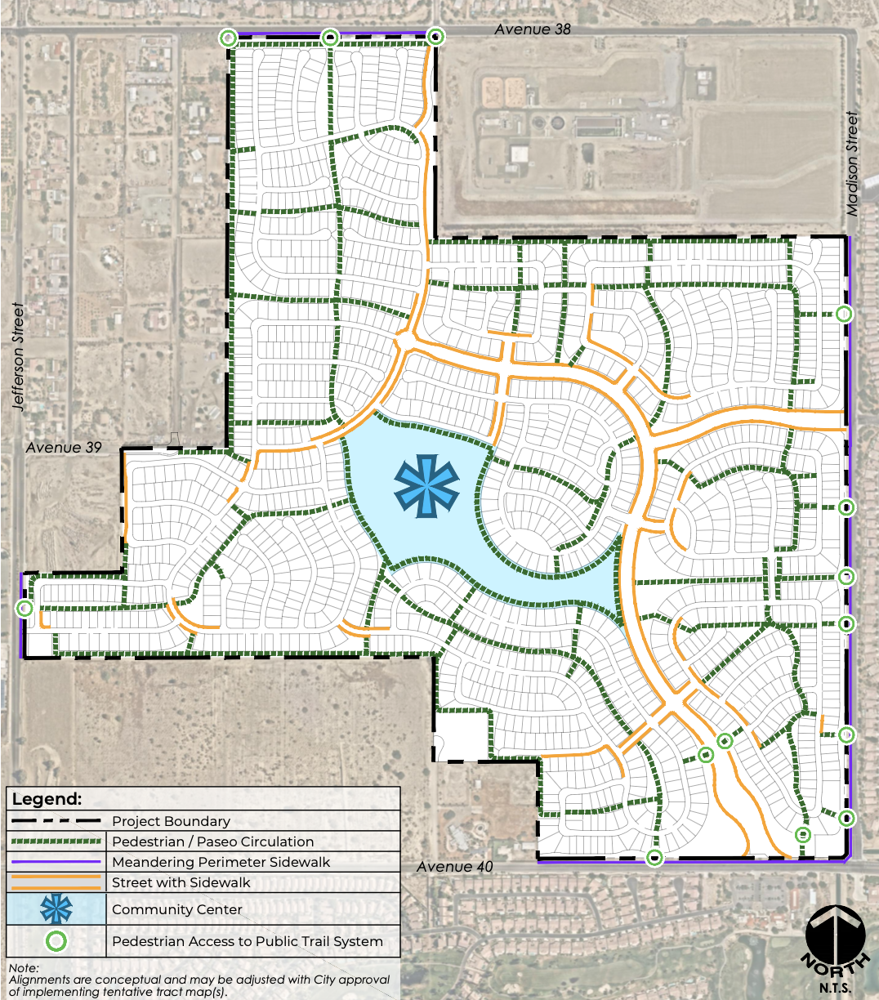 Avenue 38
Madison Street
Jefferson Street
Avenue 39
Legend:
Project Boundary
Pedestrian / Paseo Circulation
Meandering Perimeter Sidewalk
Street with Sidewalk
Community Center
Pedestrian Access to Public Trail System
Note:
Alignments are conceptual and may be adjusted with City approval
of implementing tentative tract map(s).
Avenue 40
NORTH
N.T.S.